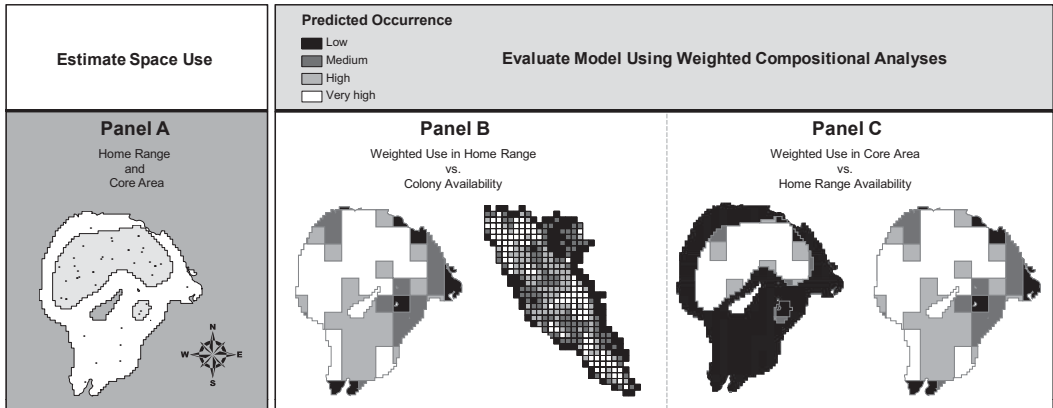 Estimate Space Use
Predicted Occurrence
Low
Medium
High
Very high
Evaluate Model Using Weighted Compositional Analyses
Panel A
Home Range
and
Core Area
N
W
E
S
Panel B
Weighted Use in Home Range
vs.
Colony Availability
Panel C
Weighted Use in Core Area
vs.
Home Range Availability